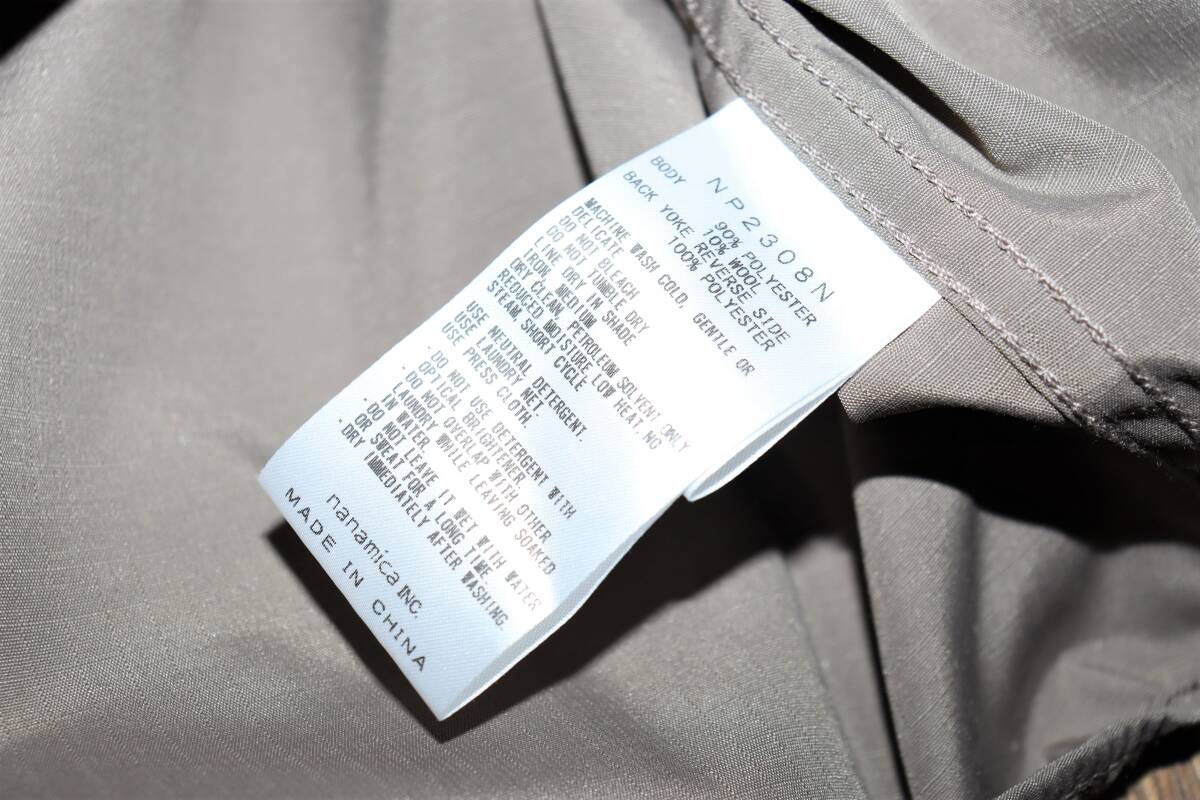 NP2308N
BODY 90% POLYESTER
10% WOOL
BACK YOKE REVERSE SIDE
100% POLYESTER
MACHINE WASH COLD, GENTLE OR
DELICATE
DO NOT BLEACH
DO NOT TUMBLE DRY
LINE DRY IN SHADE
IRON, MEDIUM
DRY CLEAN, PETROLEUM SOLVENT ONLY
REDUCED MOISTURE, LOW HEAT, NO
STEAM, SHORT CYCLE
USE NEUTRAL DETERGENT.
USE LAUNDRY NET.
USE PRESS CLOTH.
-DO NOT USE DETERGENT WITH
OPTICAL BRIGHTENER
-DO NOT OVERLAP WITH OTHER
LAUNDRY WHILE LEAVING SOAKED
IN WATER
-DO NOT LEAVE IT WET WITH WATER
OR SWEAT FOR A LONG TIME.
-DRY IMMEDIATELY AFTER WASHING.
nanamica INC.
MADE IN CHINA